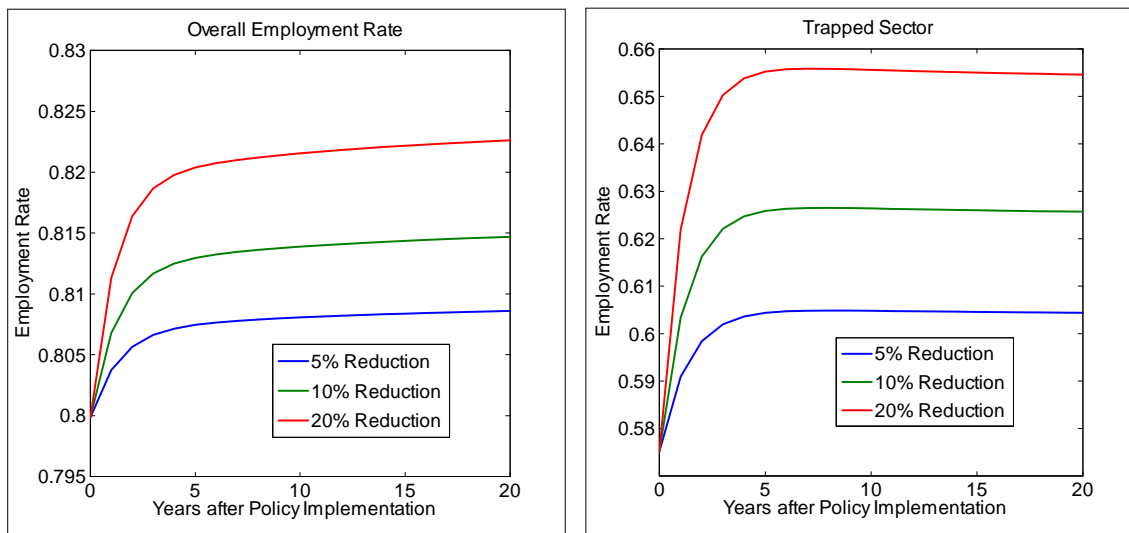 Overall Employment Rate
0.83
0.825
0.82
0.815
0.81
0.805
0.8
0.795
Employment Rate
0
5
10
15
20
Years after Policy Implementation
5% Reduction
10% Reduction
20% Reduction
Trapped Sector
0.66
0.65
0.64
0.63
0.62
0.61
0.6
0.59
0.58
Employment Rate
0
5
10
15
20
Years after Policy Implementation
5% Reduction
10% Reduction
20% Reduction